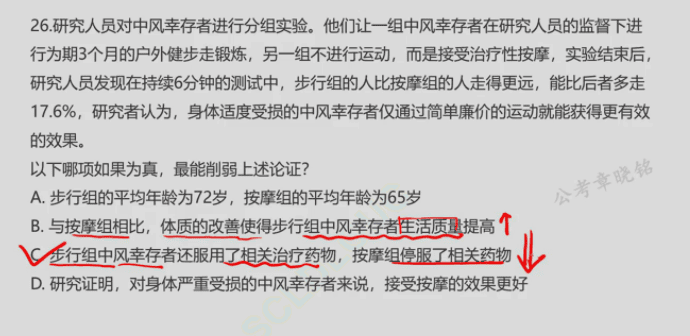 26.研究人员对中风幸存者进行分组实验。他们让一组中风幸存者在研究人员的监督下进
行为期3个月的户外健步走锻炼，另一组不进行运动，而是接受治疗性按摩，实验结束后，
研究人员发现在持续6分钟的测试中，步行组的人比按摩组的人走得更远，能比后者多走
17.6%，研究者认为，身体适度受损的中风幸存者仅通过简单廉价的运动就能获得更有效
的效果。
以下哪项如果为真，最能削弱上述论证？
A. 步行组的平均年龄为72岁，按摩组的平均年龄为65岁
公考章晓铭
B. 与按摩组相比，体质的改善使得步行组中风幸存者生活质量提高
C. 步行组中风幸存者还服用了相关治疗药物，按摩组停服了相关药物
D. 研究证明，对身体严重受损的中风幸存者来说，接受按摩的效果更好